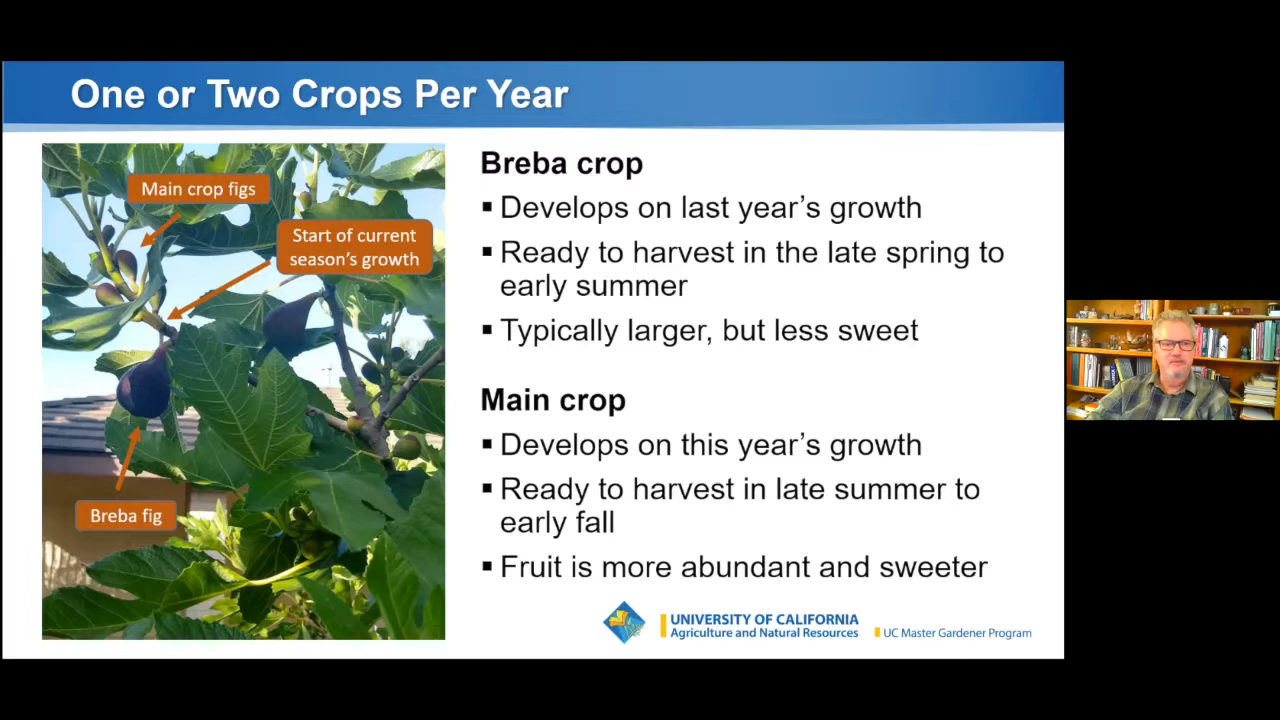 One or Two Crops Per Year
Main crop figs
Start of current
season's growth
Breba fig
Breba crop
▪ Develops on last year's growth
▪ Ready to harvest in the late spring to
early summer
▪ Typically larger, but less sweet
Main crop
▪ Develops on this year's growth
▪ Ready to harvest in late summer to
early fall
▪ Fruit is more abundant and sweeter
UNIVERSITY OF CALIFORNIA
Agriculture and Natural Resources
UC Master Gardener Program